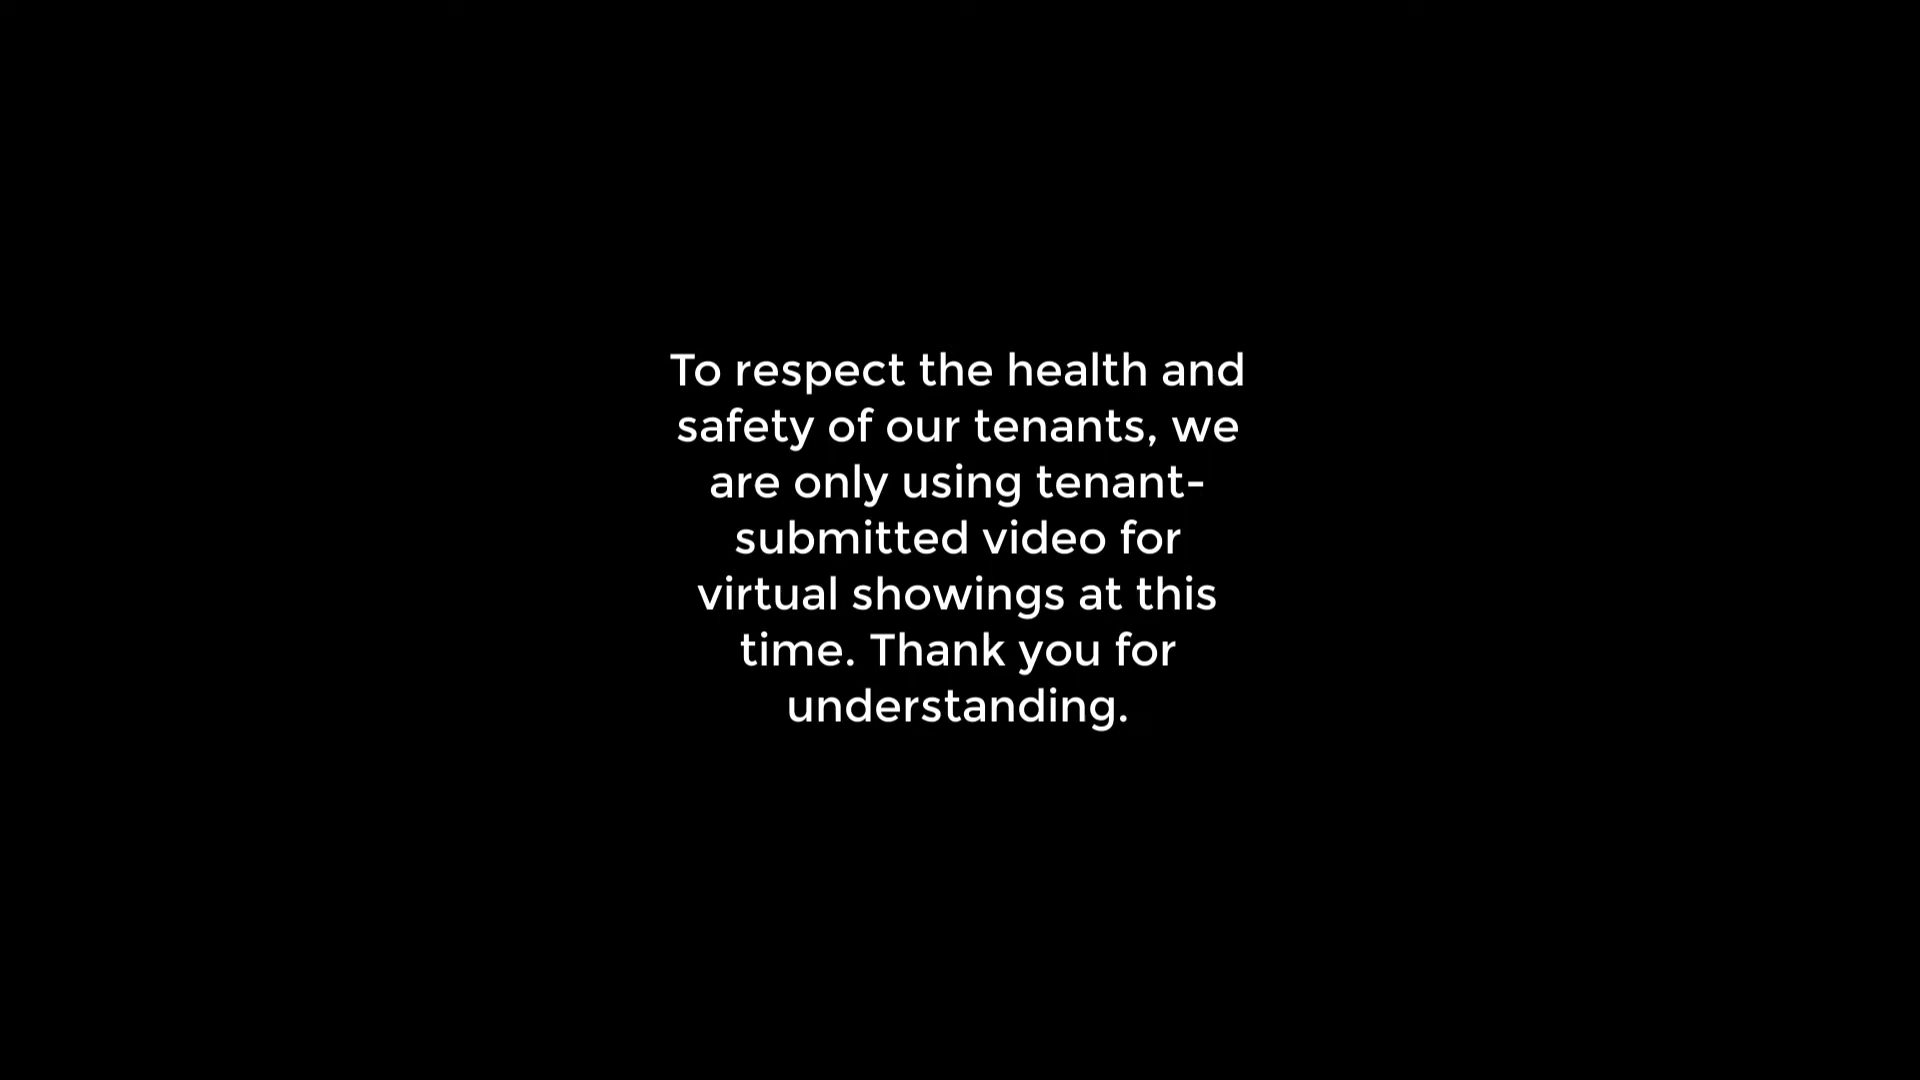 To respect the health and
safety of our tenants, we
are only using tenant-
submitted video for
virtual showings at this
time. Thank you for
understanding.